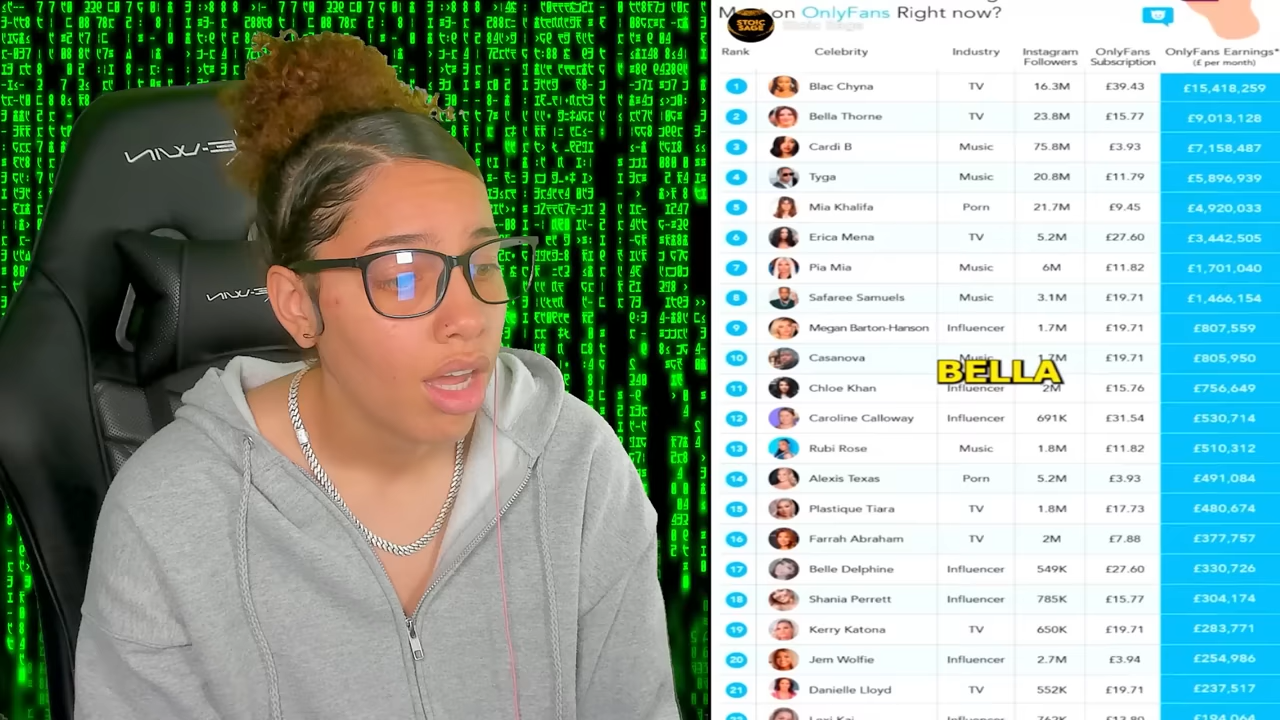 Most on OnlyFans Right now?
STOIC SAGE
Rank Celebrity Industry Instagram Followers OnlyFans Subscription OnlyFans Earnings* (£ per month)
1 Blac Chyna TV 16.3M £39.43 £15,418,259
2 Bella Thorne TV 23.8M £15.77 £9,013,128
3 Cardi B Music 75.8M £3.93 £7,158,487
4 Tyga Music 20.8M £11.79 £5,896,939
5 Mia Khalifa Porn 21.7M £9.45 £4,920,033
6 Erica Mena TV 5.2M £27.60 £3,442,505
7 Pia Mia Music 6M £11.82 £1,701,040
8 Safaree Samuels Music 3.1M £19.71 £1,466,154
9 Megan Barton-Hanson Influencer 1.7M £19.71 £807,559
10 Casanova Music £19.71 £805,950
BELLA
11 Chloe Khan Influencer 2M £15.76 £756,649
12 Caroline Calloway Influencer 691K £31.54 £530,714
13 Rubi Rose Music 1.8M £11.82 £510,312
14 Alexis Texas Porn 5.2M £3.93 £491,084
15 Plastique Tiara TV 1.8M £17.73 £480,674
16 Farrah Abraham TV 2M £7.88 £377,757
17 Belle Delphine Influencer 549K £27.60 £330,726
18 Shania Perrett Influencer 785K £15.77 £304,174
19 Kerry Katona TV 650K £19.71 £283,771
20 Jem Wolfie Influencer 2.7M £3.94 £254,986
21 Danielle Lloyd TV 552K £19.71 £237,517